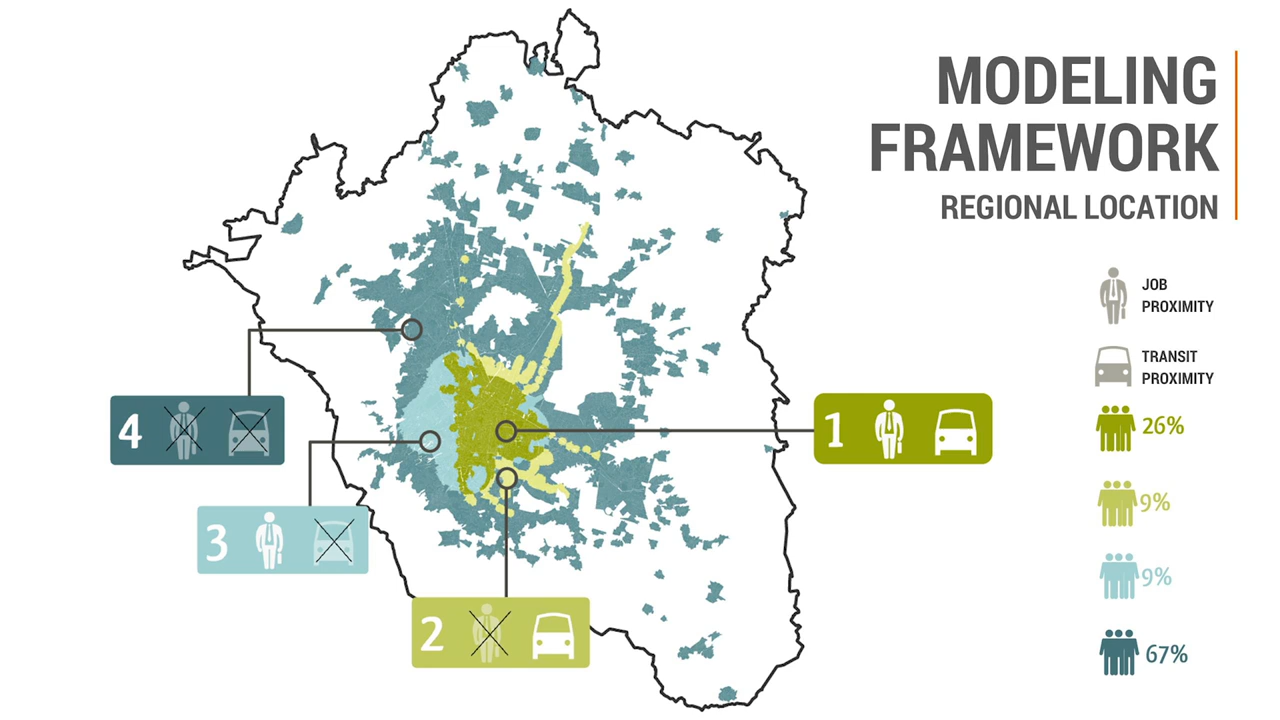 MODELING
FRAMEWORK
REGIONAL LOCATION
JOB
PROXIMITY
TRANSIT
PROXIMITY
26%
9%
9%
67%
1
2
3
4